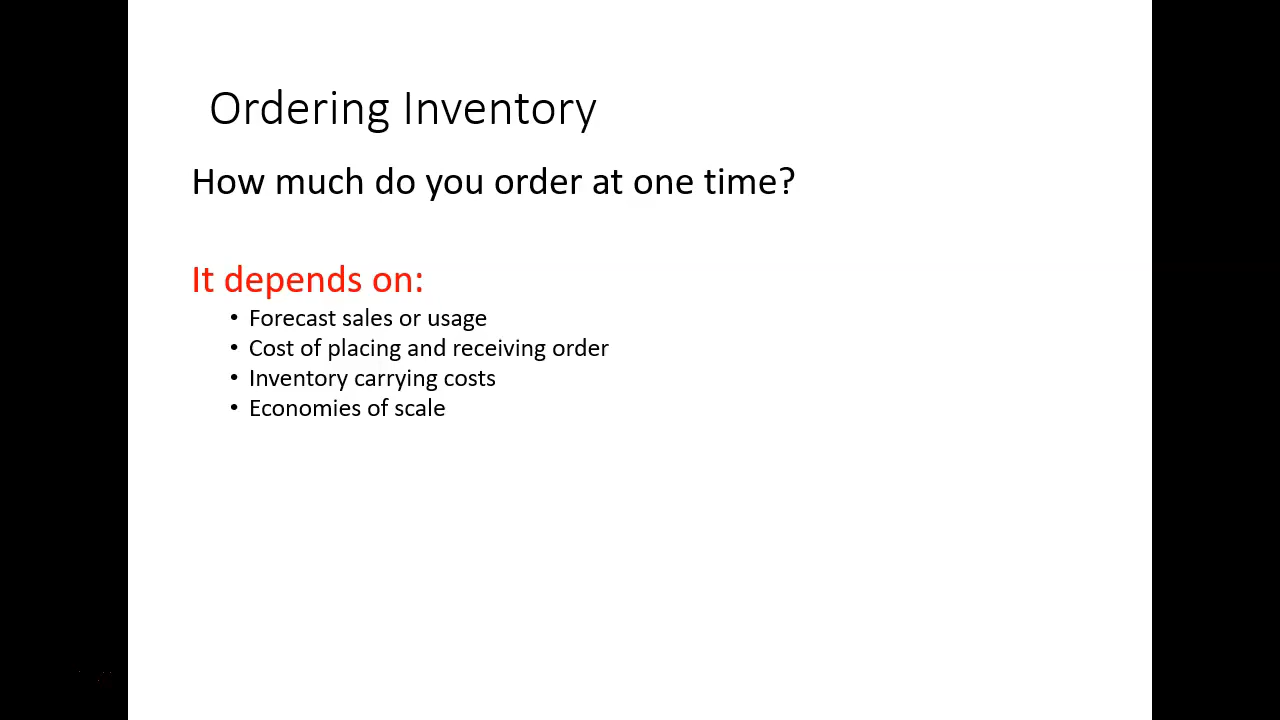 Ordering Inventory
How much do you order at one time?
It depends on:
• Forecast sales or usage
• Cost of placing and receiving order
• Inventory carrying costs
• Economies of scale